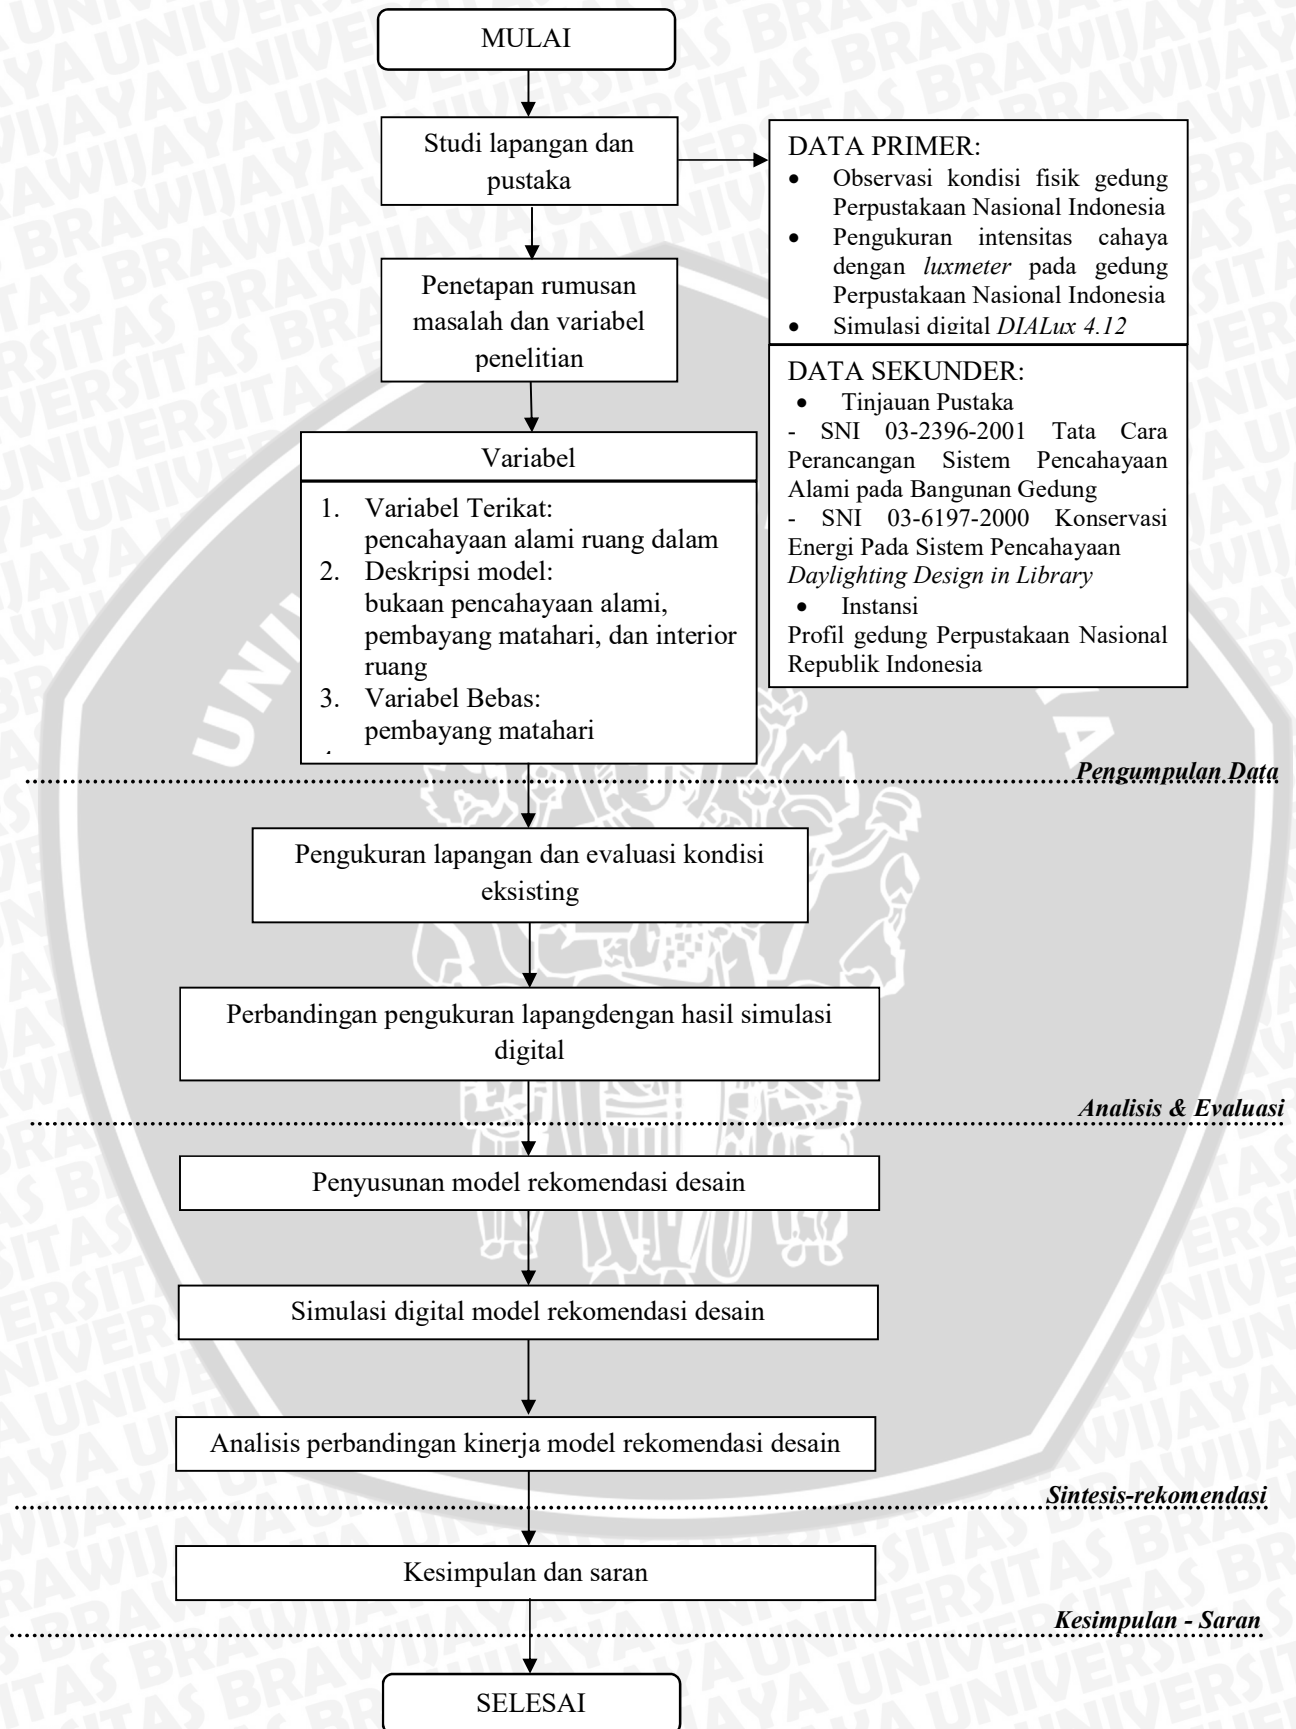 MULAI
Studi lapangan dan
pustaka
DATA PRIMER:
• Observasi kondisi fisik gedung
Perpustakaan Nasional Indonesia
• Pengukuran intensitas cahaya
dengan luxmeter pada gedung
Perpustakaan Nasional Indonesia
• Simulasi digital DIALux 4.12
DATA SEKUNDER:
• Tinjauan Pustaka
- SNI 03-2396-2001 Tata Cara
Perancangan Sistem Pencahayaan
Alami pada Bangunan Gedung
- SNI 03-6197-2000 Konservasi
Energi Pada Sistem Pencahayaan
Daylighting Design in Library
• Instansi
Profil gedung Perpustakaan Nasional
Republik Indonesia
Penetapan rumusan
masalah dan variabel
penelitian
Variabel
1. Variabel Terikat:
pencahayaan alami ruang dalam
2. Deskripsi model:
bukaan pencahayaan alami,
pembayang matahari, dan interior
ruang
3. Variabel Bebas:
pembayang matahari
Pengumpulan Data
Pengukuran lapangan dan evaluasi kondisi
eksisting
Perbandingan pengukuran lapangdengan hasil simulasi
digital
Analisis & Evaluasi
Penyusunan model rekomendasi desain
Simulasi digital model rekomendasi desain
Analisis perbandingan kinerja model rekomendasi desain
Sintesis-rekomendasi
Kesimpulan dan saran
Kesimpulan - Saran
SELESAI